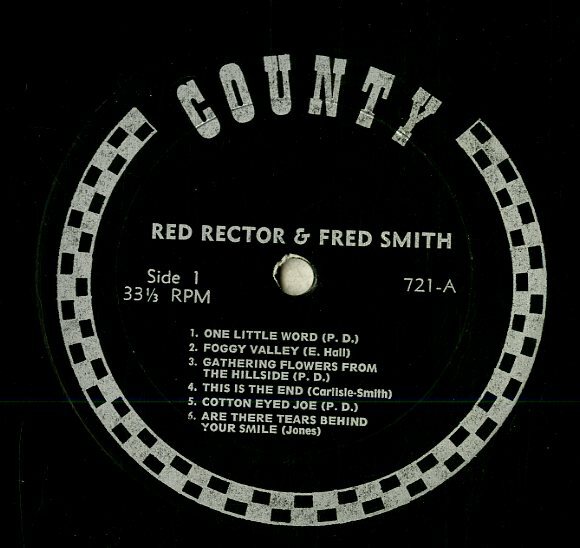 COUNTY
RED RECTOR & FRED SMITH
Side 1
33⅓ RPM
721-A
1. ONE LITTLE WORD (P. D.)
2. FOGGY VALLEY (E. Hall)
3. GATHERING FLOWERS FROM
THE HILLSIDE (P. D.)
4. THIS IS THE END (Carlisle-Smith)
5. COTTON EYED JOE (P. D.)
6. ARE THERE TEARS BEHIND
YOUR SMILE (Jones)